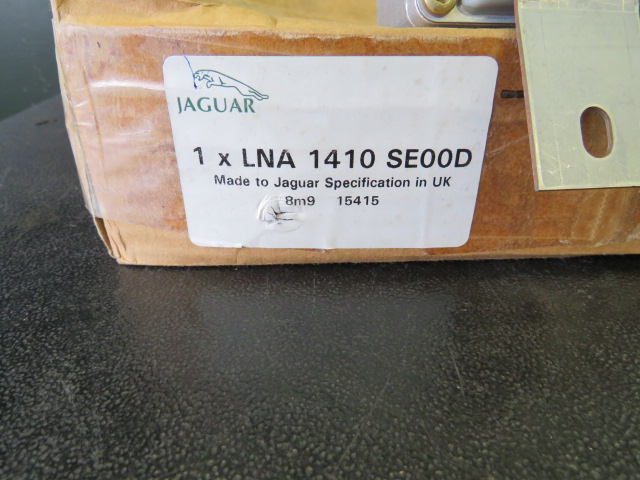 JAGUAR
1 x LNA 1410 SE00D
Made to Jaguar Specification in UK
8m9 15415